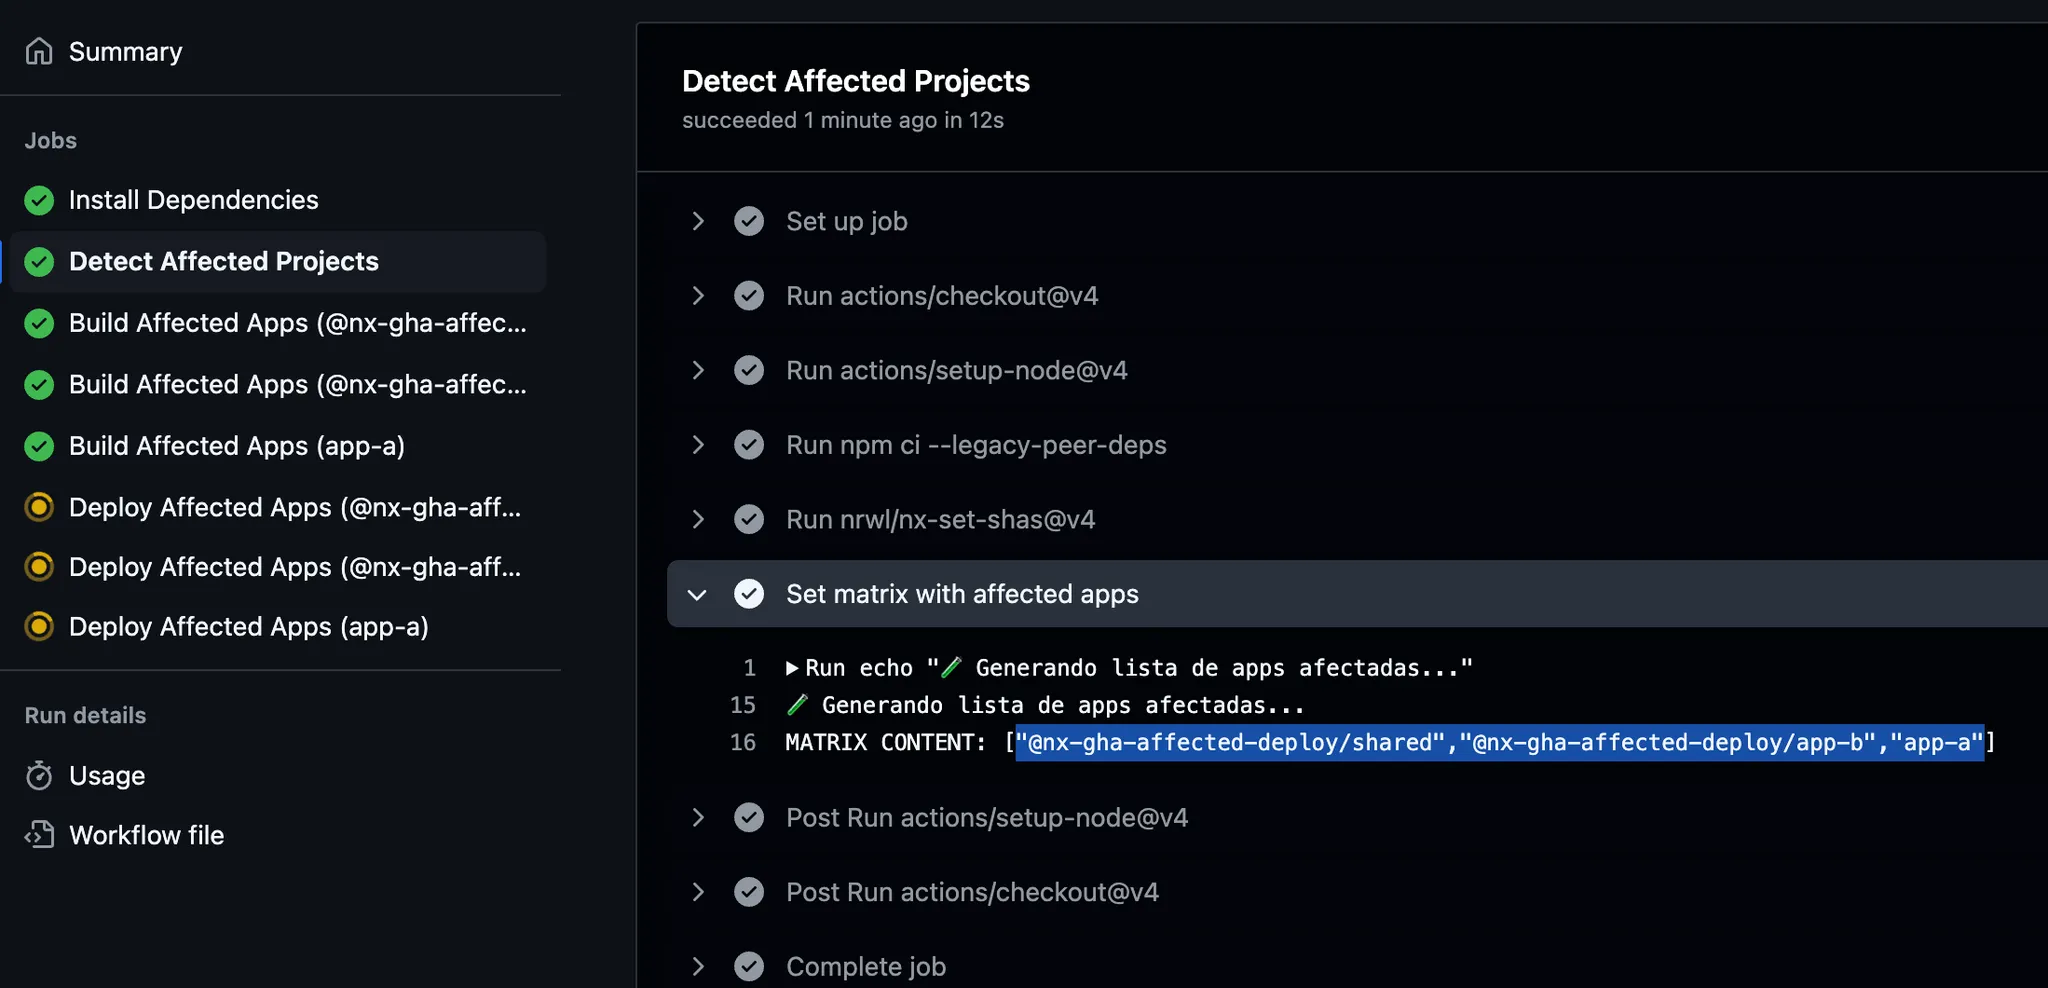 Summary
Jobs
Install Dependencies
Detect Affected Projects
Build Affected Apps (@nx-gha-affec...
Build Affected Apps (@nx-gha-affec...
Build Affected Apps (app-a)
Deploy Affected Apps (@nx-gha-aff...
Deploy Affected Apps (@nx-gha-aff...
Deploy Affected Apps (app-a)
Run details
Usage
Workflow file
Detect Affected Projects
succeeded 1 minute ago in 12s
Set up job
Run actions/checkout@v4
Run actions/setup-node@v4
Run npm ci --legacy-peer-deps
Run nrwl/nx-set-shas@v4
Set matrix with affected apps
1 Run echo "🧪 Generando lista de apps afectadas..."
15 🧪 Generando lista de apps afectadas...
16 MATRIX CONTENT: ["@nx-gha-affected-deploy/shared","@nx-gha-affected-deploy/app-b","app-a"]
Post Run actions/setup-node@v4
Post Run actions/checkout@v4
Complete job